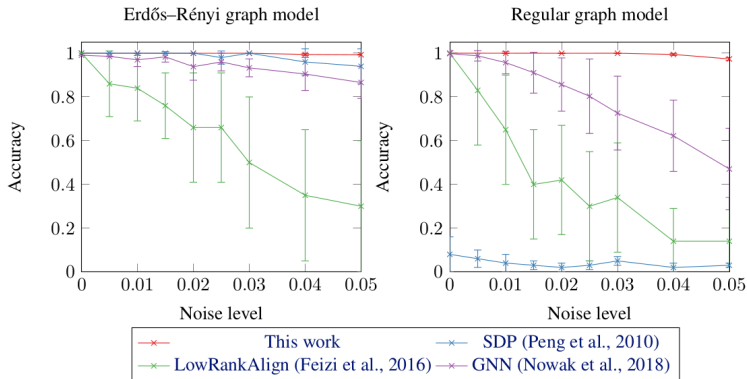 Erdős–Rényi graph model
Regular graph model
1
0.8
0.6
0.4
0.2
0
Accuracy
0
0.01
0.02
0.03
0.04
0.05
Noise level
1
0.8
0.6
0.4
0.2
0
Accuracy
0
0.01
0.02
0.03
0.04
0.05
Noise level
This work
SDP (Peng et al., 2010)
LowRankAlign (Feizi et al., 2016)
GNN (Nowak et al., 2018)